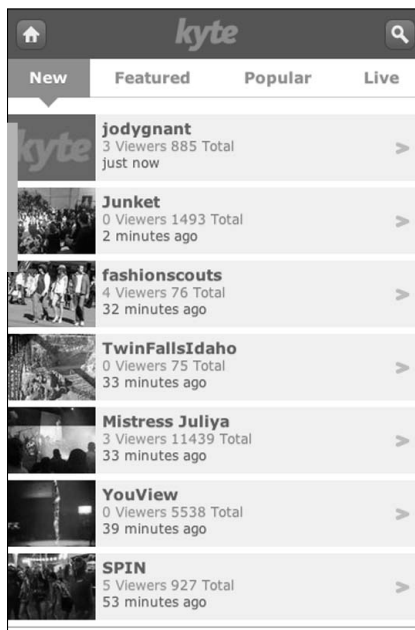 kyte
New Featured Popular Live
kyte
jodygnant
3 Viewers 885 Total
just now
Junket
0 Viewers 1493 Total
2 minutes ago
fashionscouts
4 Viewers 76 Total
32 minutes ago
TwinFallsIdaho
0 Viewers 75 Total
33 minutes ago
Mistress Juliya
3 Viewers 11439 Total
33 minutes ago
YouView
0 Viewers 5538 Total
39 minutes ago
SPIN
5 Viewers 927 Total
53 minutes ago